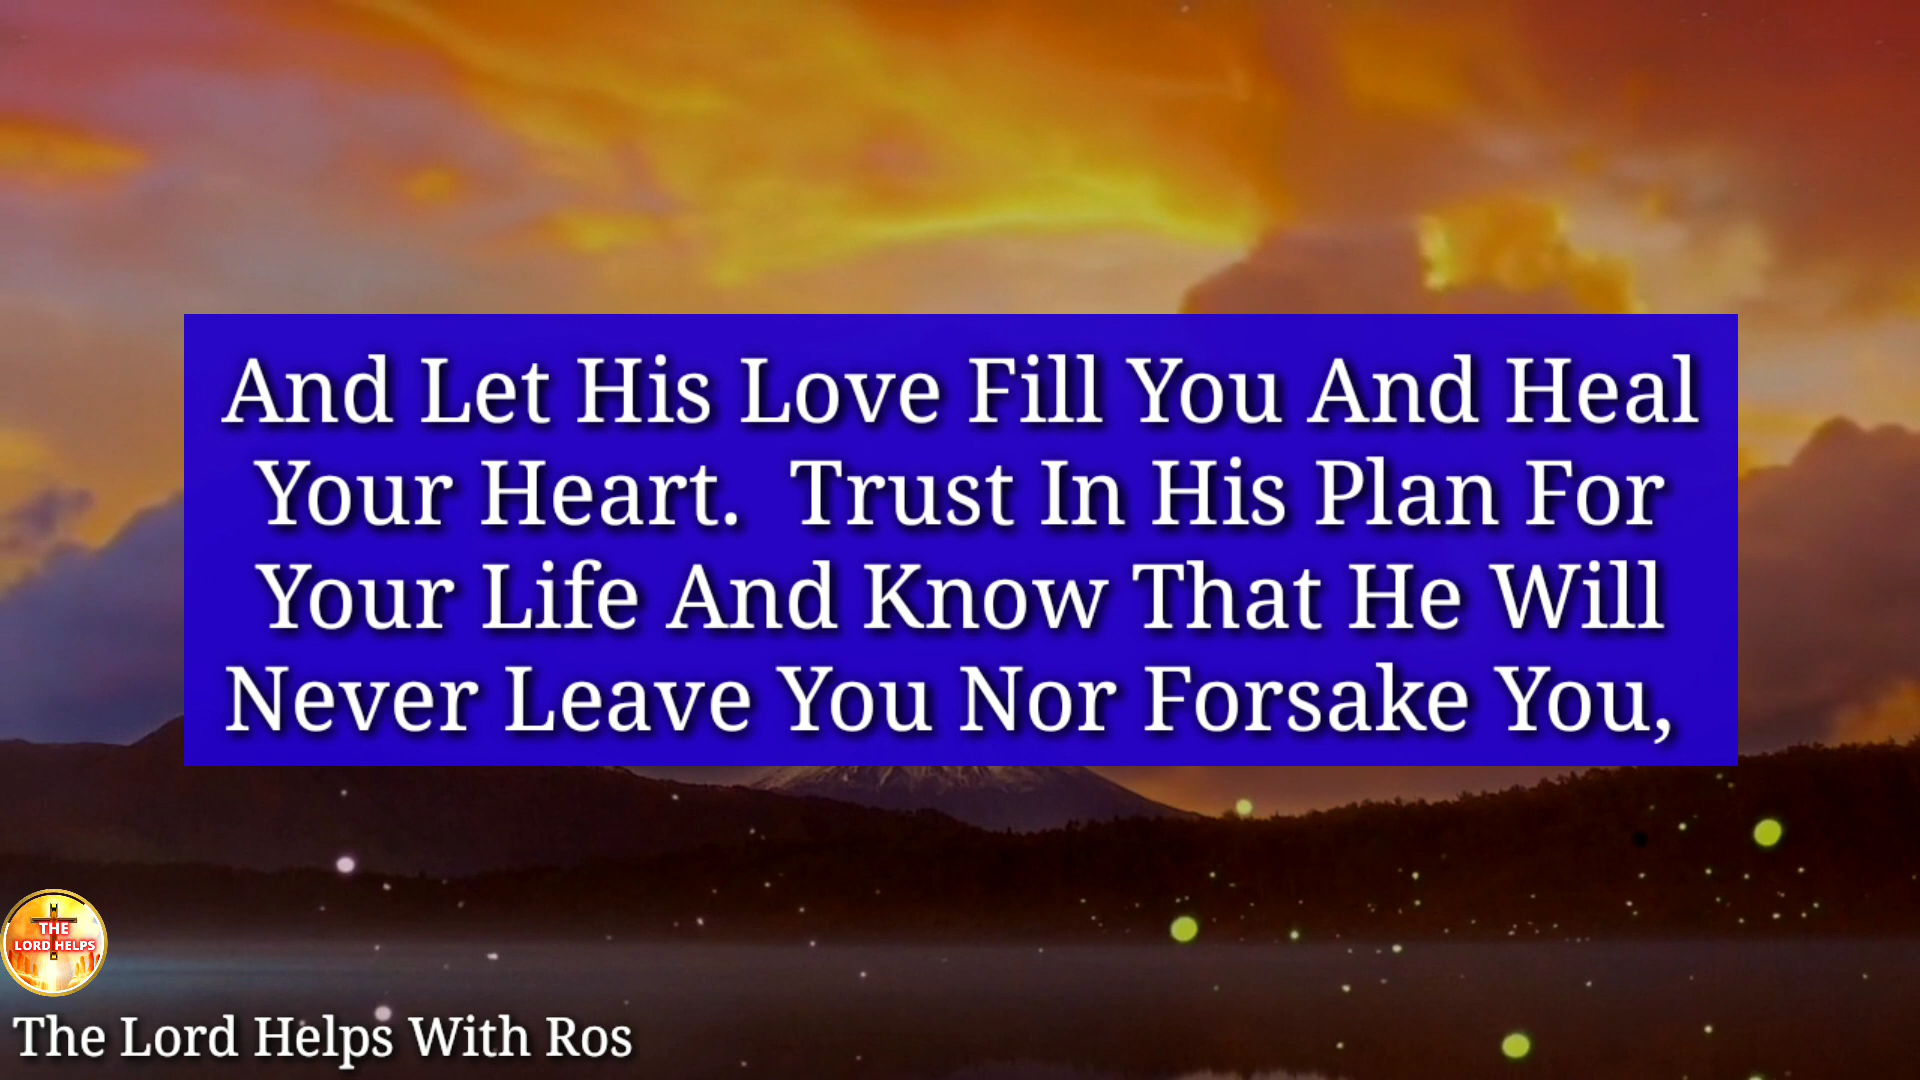 And Let His Love Fill You And Heal
Your Heart.  Trust In His Plan For
Your Life And Know That He Will
Never Leave You Nor Forsake You,
THE
LORD HELPS
The Lord Helps With Ros